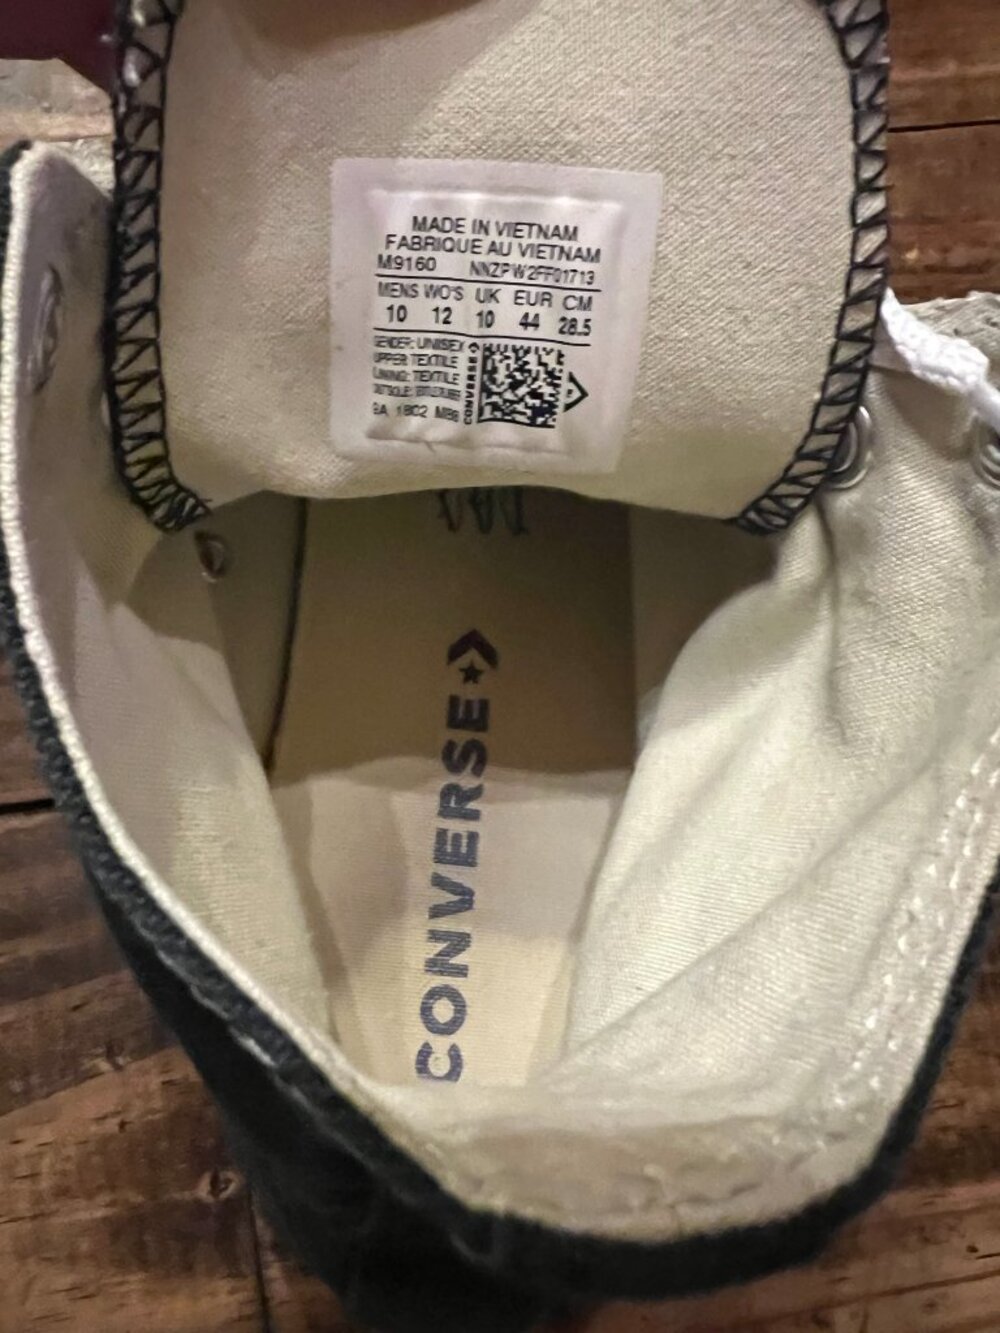 MADE IN VIETNAM
FABRIQUE AU VIETNAM
M9160 NNZPW2FF01713
MENS WO'S UK EUR CM
10 12 10 44 28.5
GENDER: UNISEX
UPPER TEXTILE
LINING: TEXTILE
CONVERSE
CONVERSE